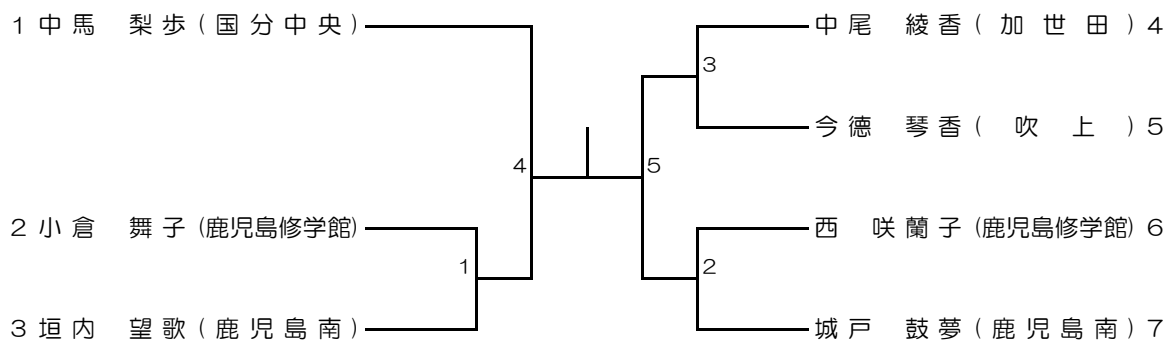 1 中馬 梨歩 (国分中央)
中尾 綾香 (加世田) 4
3
今德 琴香 (吹上) 5
4
5
2 小倉 舞子 (鹿児島修学館)
西 咲蘭子 (鹿児島修学館) 6
1
2
3 垣内 望歌 (鹿児島南)
城戸 鼓夢 (鹿児島南) 7